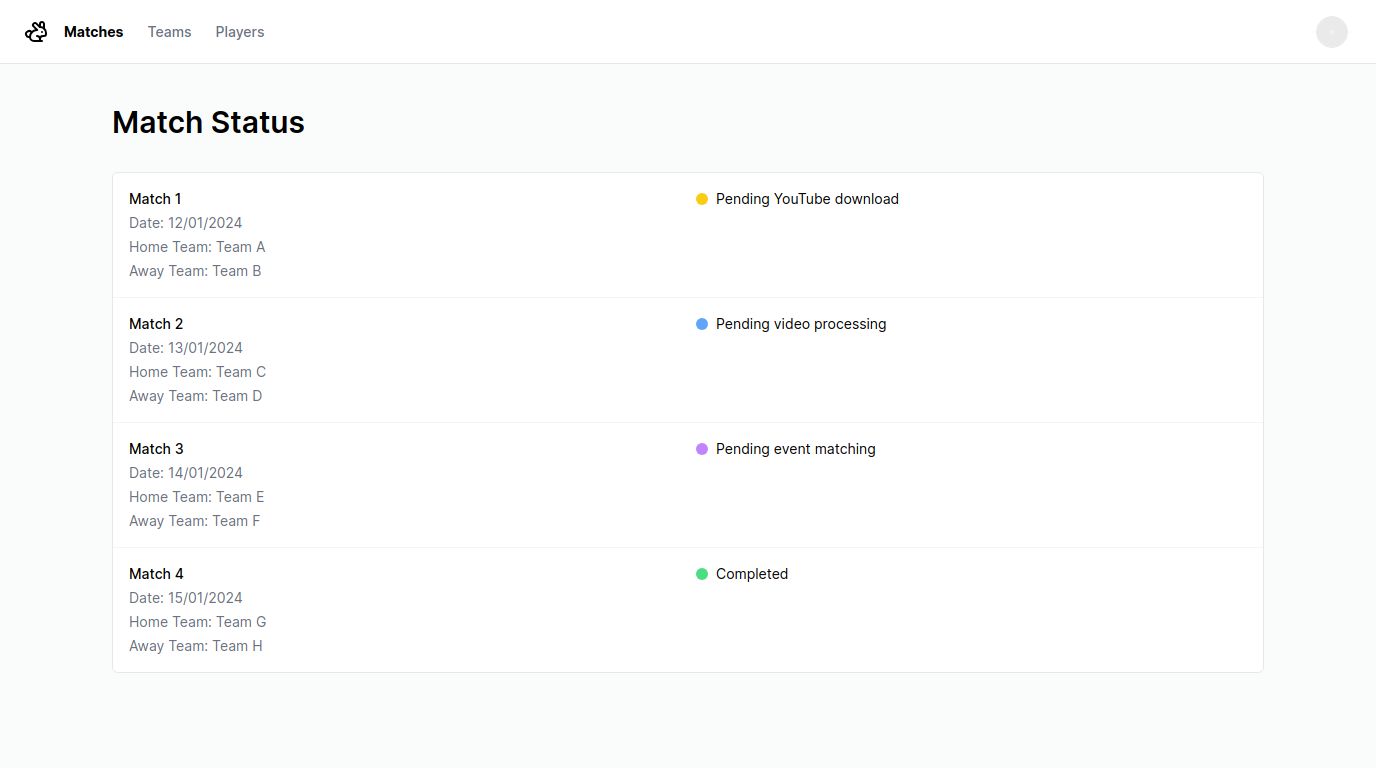 Matches
Teams
Players
Match Status
Match 1
Pending YouTube download
Date: 12/01/2024
Home Team: Team A
Away Team: Team B
Match 2
Pending video processing
Date: 13/01/2024
Home Team: Team C
Away Team: Team D
Match 3
Pending event matching
Date: 14/01/2024
Home Team: Team E
Away Team: Team F
Match 4
Completed
Date: 15/01/2024
Home Team: Team G
Away Team: Team H